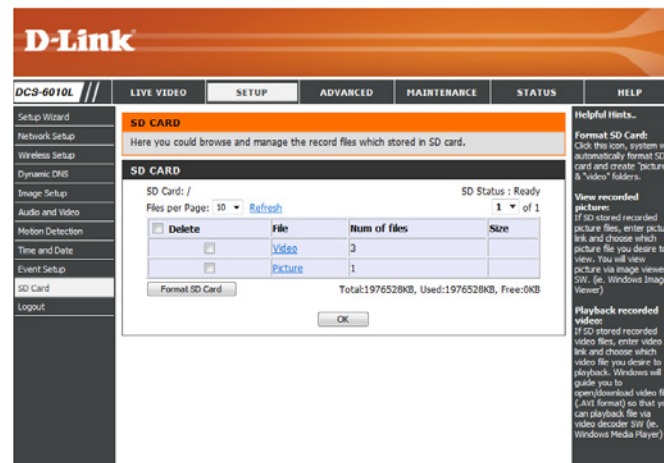 D-Link
DCS-6010L
LIVE VIDEO
SETUP
ADVANCED
MAINTENANCE
STATUS
HELP
Setup Wizard
Network Setup
Wireless Setup
Dynamic DNS
Image Setup
Audio and Video
Motion Detection
Time and Date
Event Setup
SD Card
Logout
SD CARD
Here you could browse and manage the record files which stored in SD card.
SD CARD
SD Card: / SD Status : Ready
Files per Page: 10 Refresh 1 of 1
Delete File Num of files Size
Video 3
Picture 1
Format SD Card Total:1976528KB, Used:1976528KB, Free:0KB
OK
Helpful Hints..
Format SD Card:
Click this icon, system
automatically format SD
card and create "picture
& "video" folders.
View recorded
picture:
If SD stored recorded
picture files, enter
link and choose which
picture file you desire
view. You will view
picture via image
SW. (ie. Windows
Viewer)
Playback recorded
video:
If SD stored recorded
video files, enter video
link and choose which
video file you desire to
playback. Windows will
guide you to
open/download video
(.AVI format) so that
can playback file via
video decoder SW (ie.
Windows Media Player)